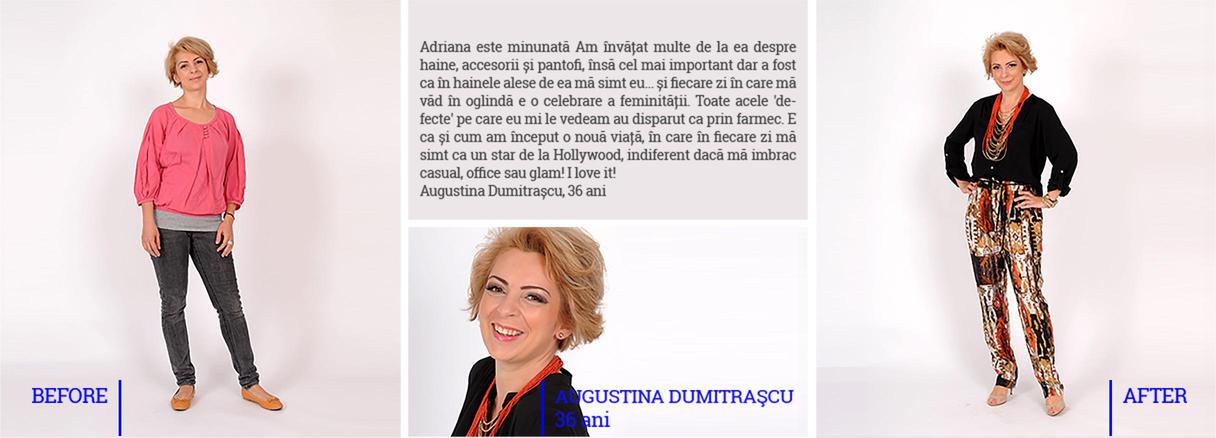 Adriana este minunată Am învățat multe de la ea despre
haine, accesorii și pantofi, însă cel mai important dar a fost
ca în hainele alese de ea mă simt eu... și fiecare zi în care mă
văd în oglindă e o celebrare a feminității. Toate acele 'de-
fecte' pe care eu mi le vedeam au disparut ca prin farmec. E
ca și cum am început o nouă viață, în care în fiecare zi mă
simt ca un star de la Hollywood, indiferent dacă mă imbrac
casual, office sau glam! I love it!
Augustina Dumitrașcu, 36 ani
BEFORE
AUGUSTINA DUMITRAŞCU
36 ani
AFTER